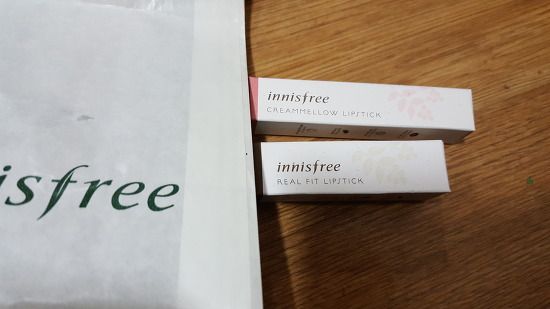 isfree
innisfree
CREAMMELLOW LIPSTICK
innisfree
REAL FIT LIPSTICK